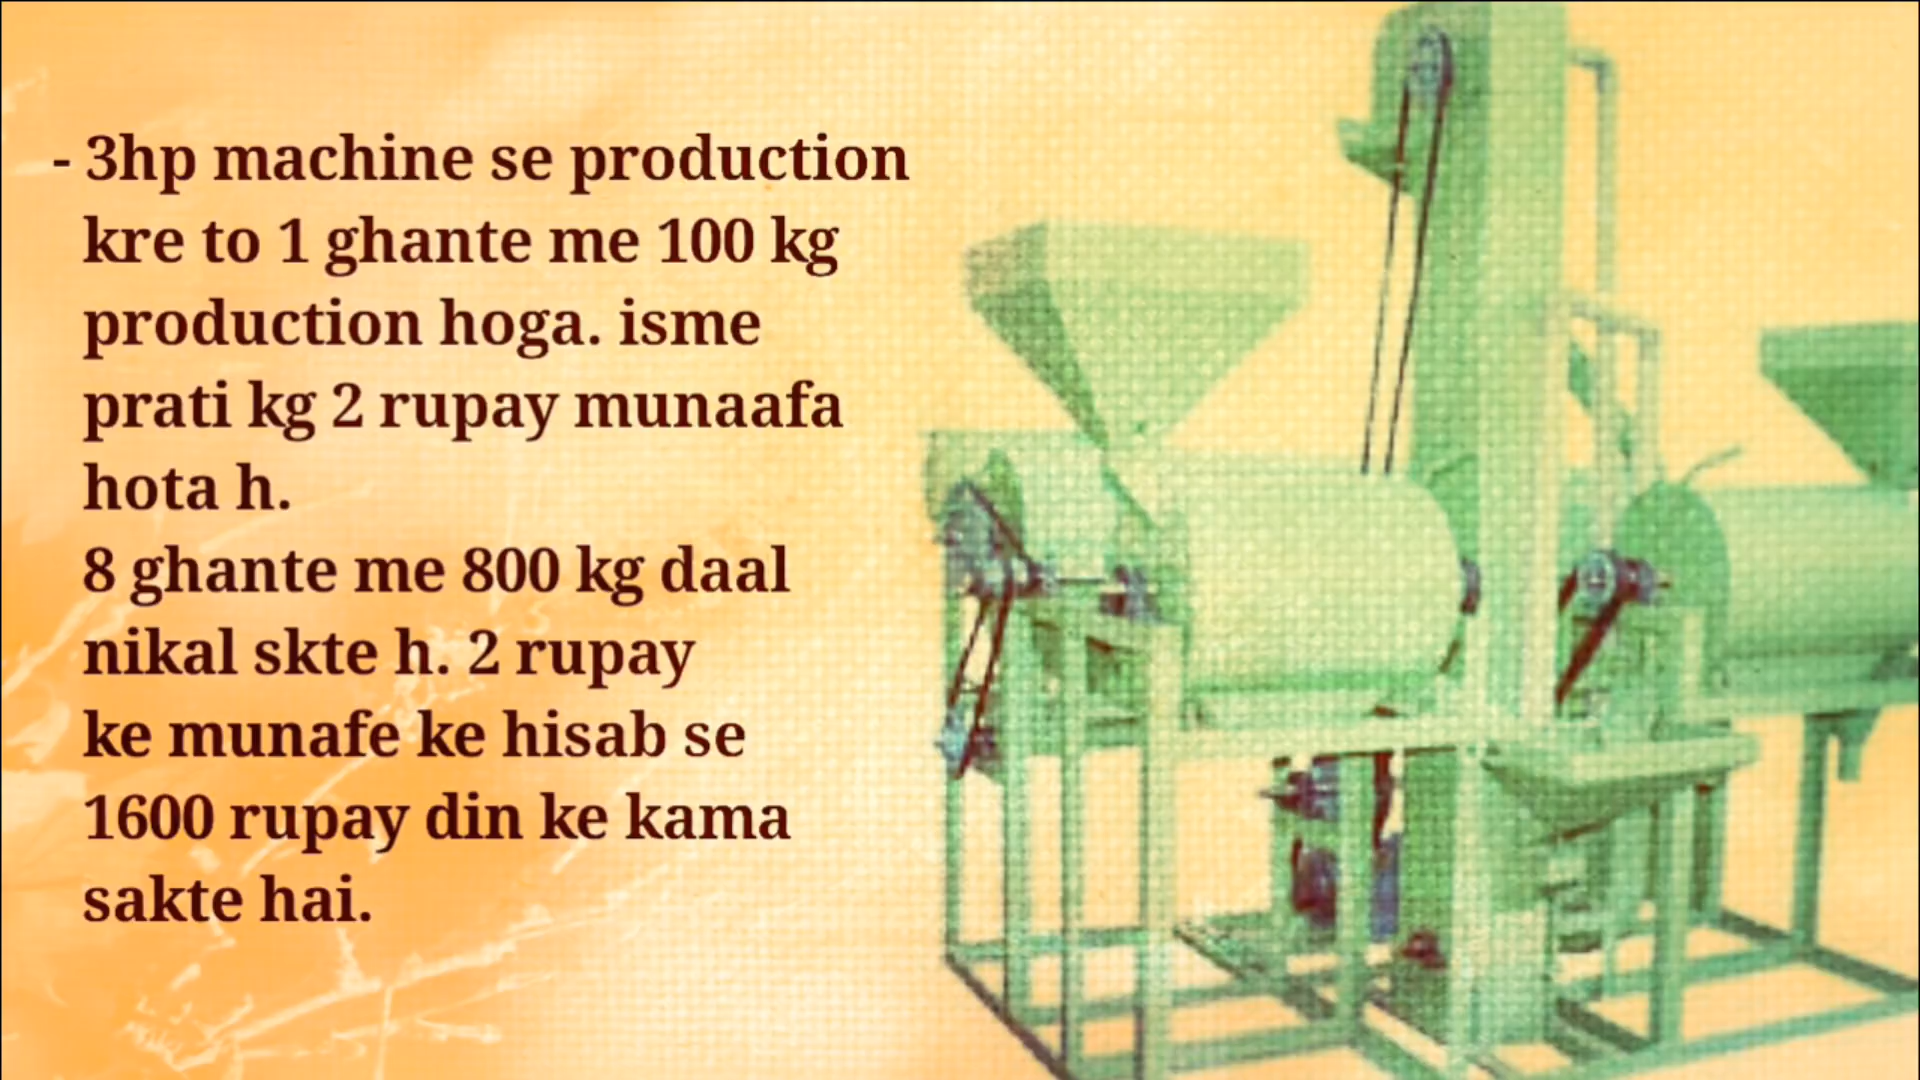 - 3hp machine se production
kre to 1 ghante me 100 kg
production hoga. isme
prati kg 2 rupay munaafa
hota h.
8 ghante me 800 kg daal
nikal skte h. 2 rupay
ke munafe ke hisab se
1600 rupay din ke kama
sakte hai.